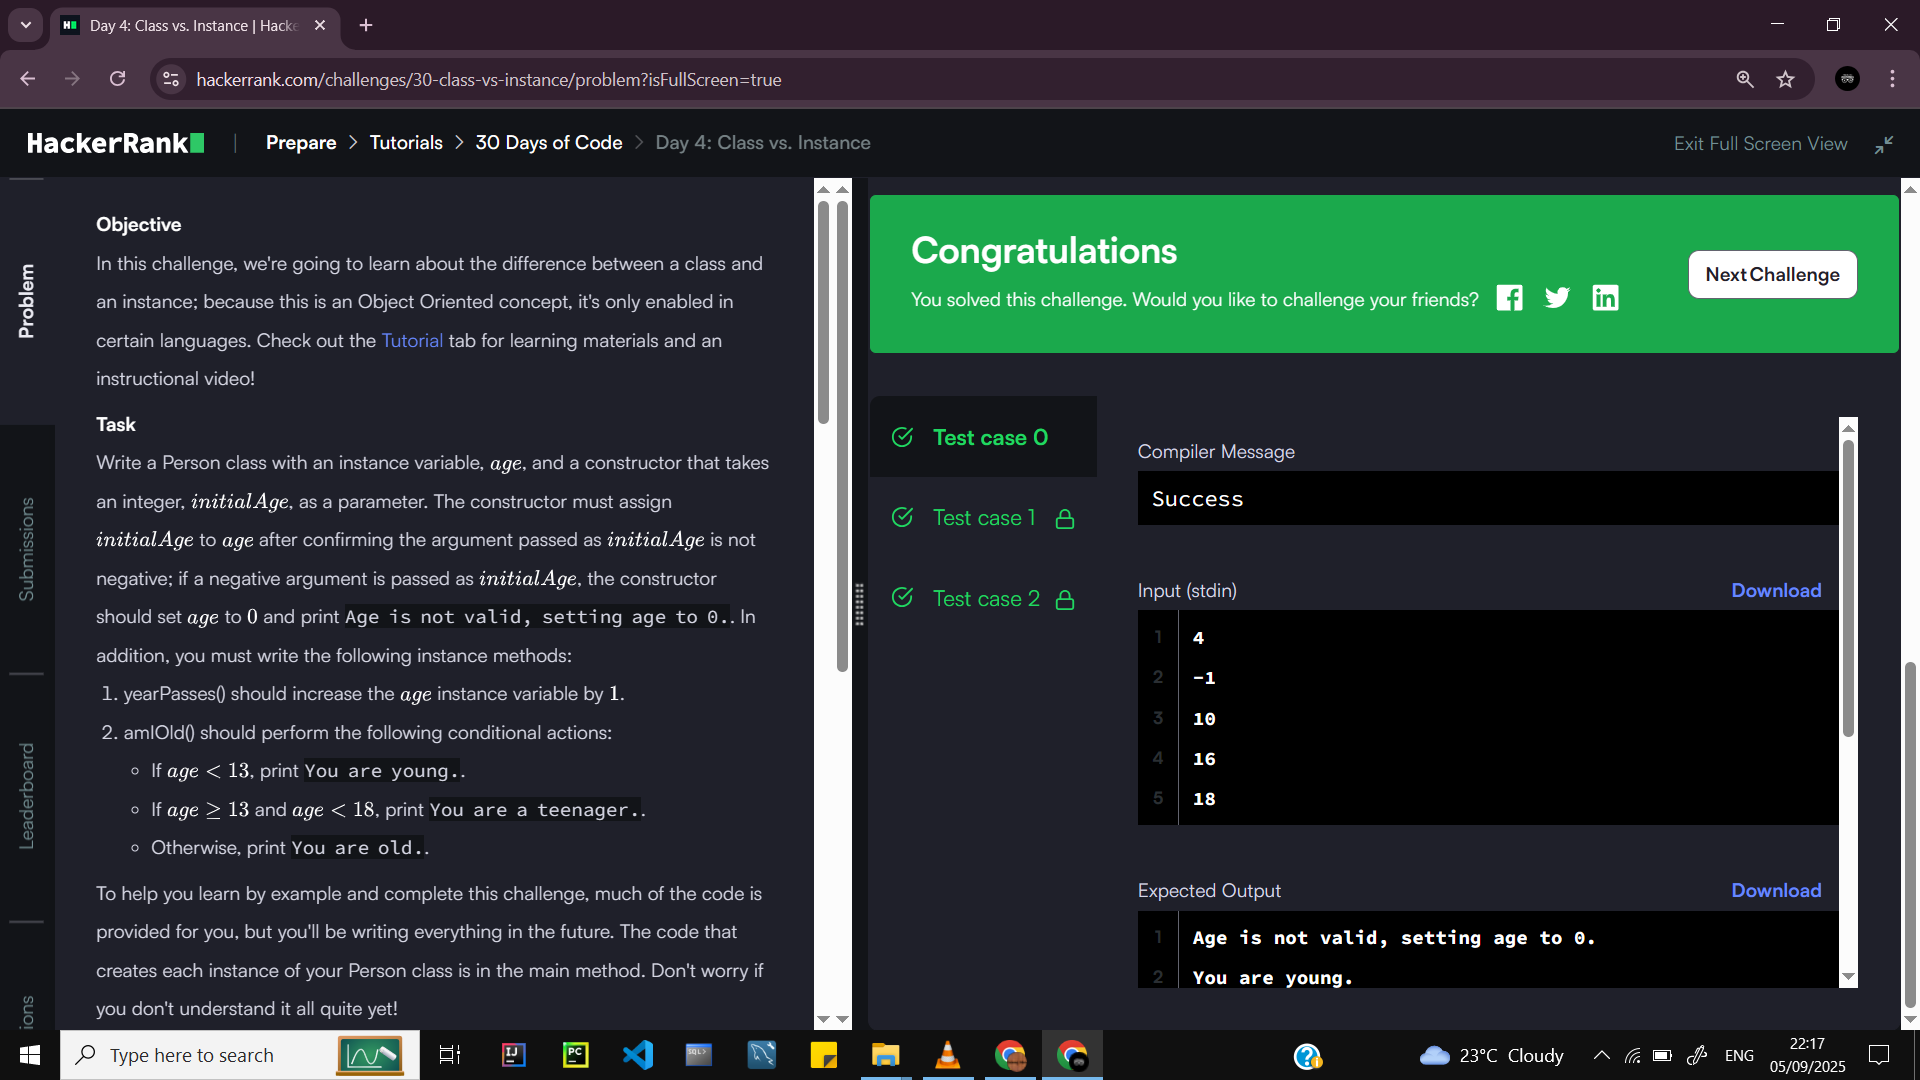 Day 4: Class vs. Instance | Hacke
hackerrank.com/challenges/30-class-vs-instance/problem?isFullScreen=true
HackerRank
Prepare > Tutorials > 30 Days of Code > Day 4: Class vs. Instance
Exit Full Screen View
Problem
Submissions
Leaderboard
ions
Objective
In this challenge, we're going to learn about the difference between a class and
an instance; because this is an Object Oriented concept, it's only enabled in
certain languages. Check out the Tutorial tab for learning materials and an
instructional video!
Task
Write a Person class with an instance variable, age, and a constructor that takes
an integer, initialAge, as a parameter. The constructor must assign
initialAge to age after confirming the argument passed as initialAge is not
negative; if a negative argument is passed as initialAge, the constructor
should set age to 0 and print Age is not valid, setting age to 0.. In
addition, you must write the following instance methods:
1. yearPasses() should increase the age instance variable by 1.
2. amIOld() should perform the following conditional actions:
◦ If age < 13, print You are young..
◦ If age ≥ 13 and age < 18, print You are a teenager..
◦ Otherwise, print You are old..
To help you learn by example and complete this challenge, much of the code is
provided for you, but you'll be writing everything in the future. The code that
creates each instance of your Person class is in the main method. Don't worry if
you don't understand it all quite yet!
Congratulations
You solved this challenge. Would you like to challenge your friends?
Next Challenge
Test case 0
Test case 1
Test case 2
Compiler Message
Success
Input (stdin)
Download
1 4
2 -1
3 10
4 16
5 18
Expected Output
Download
1 Age is not valid, setting age to 0.
2 You are young.
Type here to search
23°C Cloudy
ENG
22:17
05/09/2025